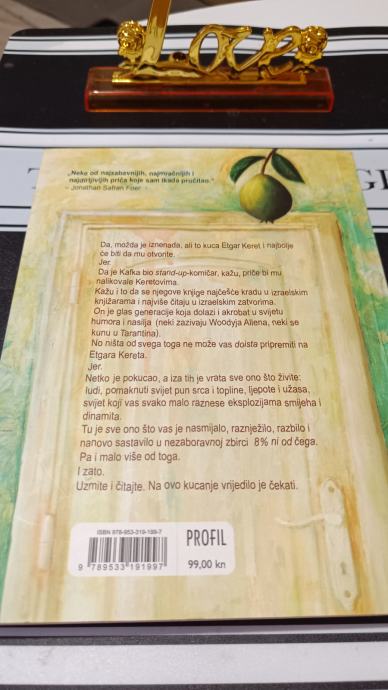 Love
T
GE
„Neke od najzabavnijih, najmračnijih i
najdirljivijih priča koje sam ikada pročitao."
– Jonathan Safran Foer
Da, možda je iznenada, ali to kuca Etgar Keret i najbolje
će biti da mu otvorite.
Jer.
Da je Kafka bio stand-up-komičar, kažu, priče bi mu
nalikovale Keretovima.
Kažu i to da se njegove knjige najčešće kradu u izraelskim
knjižarama i najviše čitaju u izraelskim zatvorima.
On je glas generacije koja dolazi i akrobat u svijetu
humora i nasilja (neki zazivaju Woodyja Allena, neki se
kunu u Tarantina).
No ništa od svega toga ne može vas doista pripremiti na
Etgara Kereta.
Jer.
Netko je pokucao, a iza tih je vrata sve ono što živite:
ludi, pomaknuti svijet pun srca i topline, ljepote i užasa,
svijet koji vas svako malo raznese eksplozijama smijeha i
dinamita.
Tu je sve ono što vas je nasmijalo, raznježilo, razbilo i
nanovo sastavilo u nezaboravnoj zbirci 8% ni od čega.
Pa i malo više od toga.
I zato.
Uzmite i čitajte. Na ovo kucanje vrijedilo je čekati.
ISBN 978-953-319-199-7
9 789533 191997
PROFIL
99,00 kn